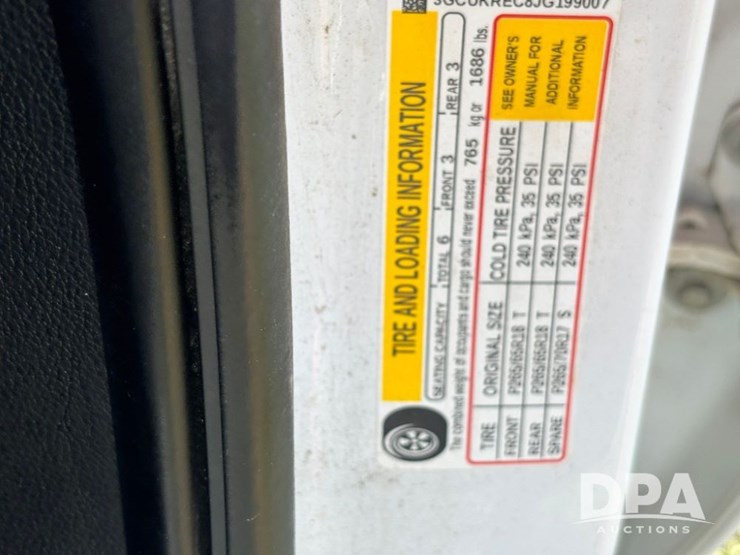 3GCUKREC8JG199007
TIRE AND LOADING INFORMATION
SEATING CAPACITY TOTAL 6 FRONT 3 REAR 3
The combined weight of occupants and cargo should never exceed 765 kg or 1686 lbs.
TIRE ORIGINAL SIZE COLD TIRE PRESSURE SEE OWNER'S
FRONT P265/65R18 T 240 kPa, 35 PSI MANUAL FOR
REAR P265/65R18 T 240 kPa, 35 PSI ADDITIONAL
SPARE P265/70R17 S 240 kPa, 35 PSI INFORMATION
DPA
AUCTIONS